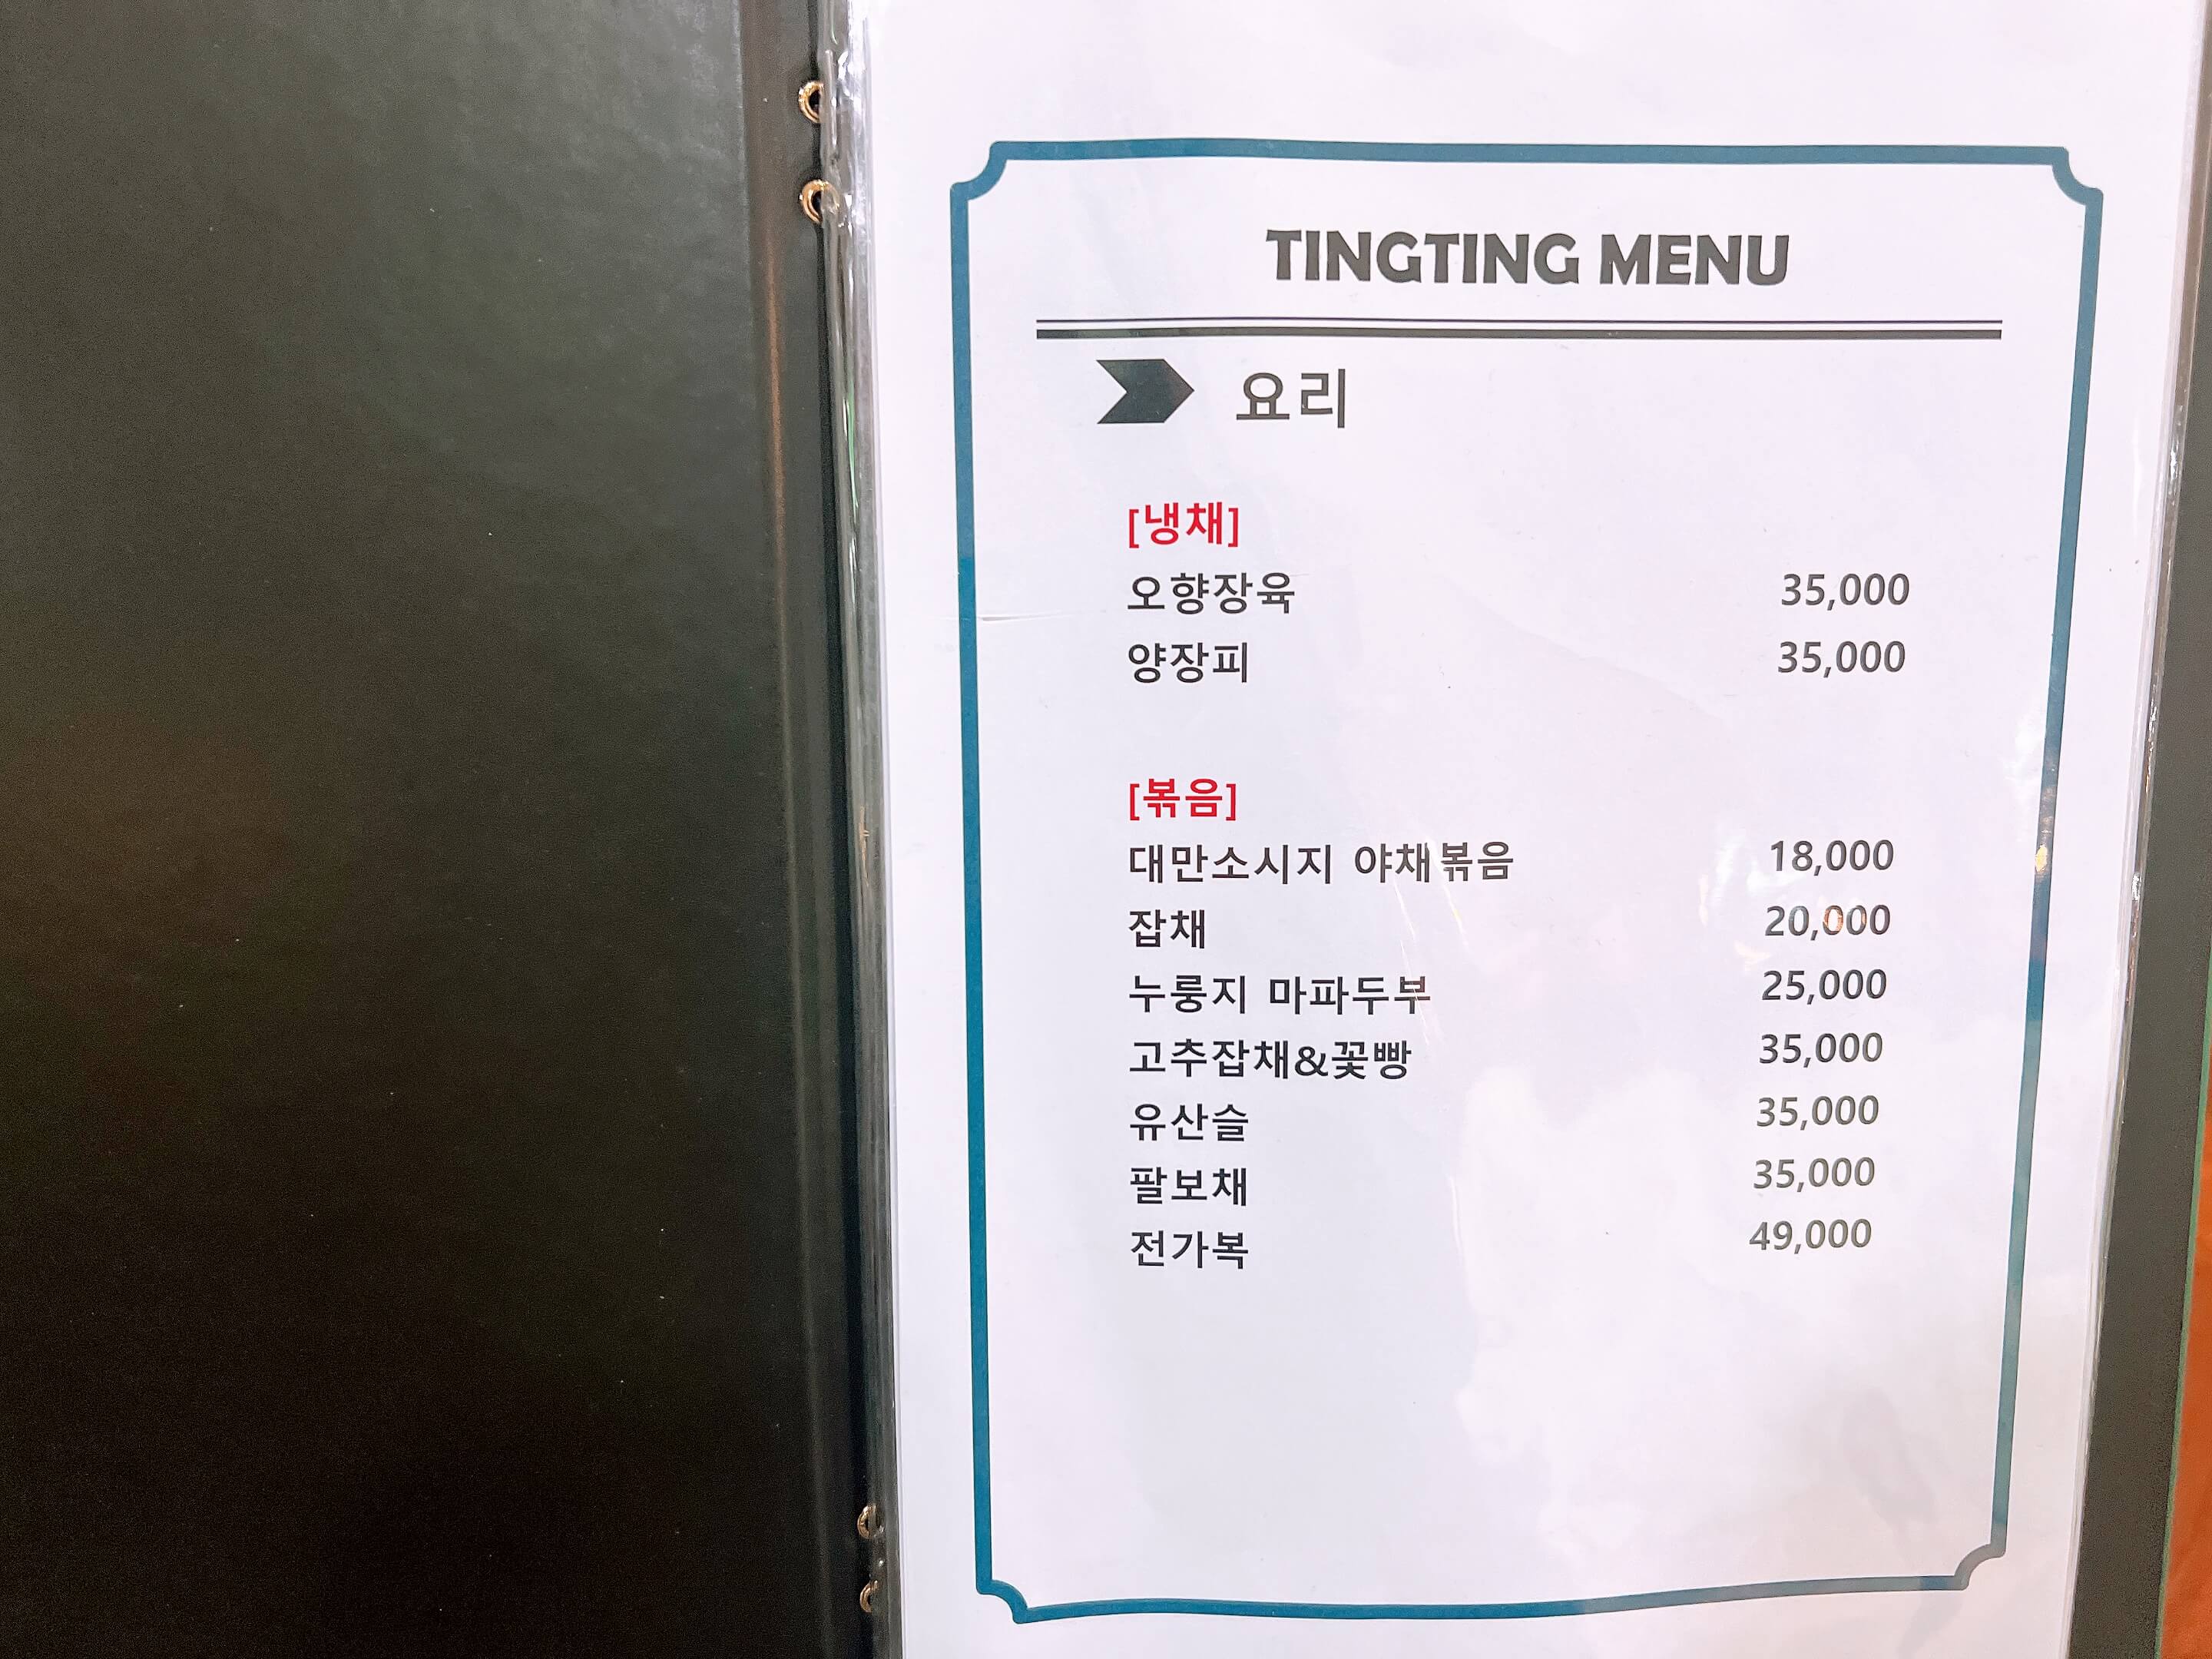 TINGTING MENU
요리
[냉채]
오향장육 35,000
양장피 35,000
[볶음]
대만소시지 야채볶음 18,000
잡채 20,000
누룽지 마파두부 25,000
고추잡채&꽃빵 35,000
유산슬 35,000
팔보채 35,000
전가복 49,000